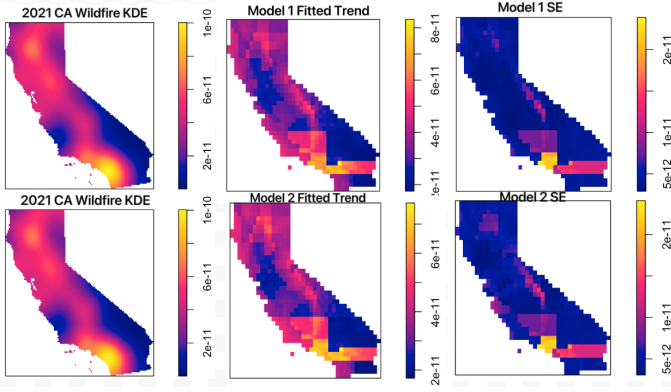 2021 CA Wildfire KDE
1e-10
6e-11
2e-11
Model 1 Fitted Trend
8e-11
6e-11
4e-11
2e-11
Model 1 SE
2e-11
1e-11
5e-12
2021 CA Wildfire KDE
1e-10
6e-11
2e-11
Model 2 Fitted Trend
6e-11
4e-11
2e-11
Model 2 SE
2e-11
1e-11
5e-12